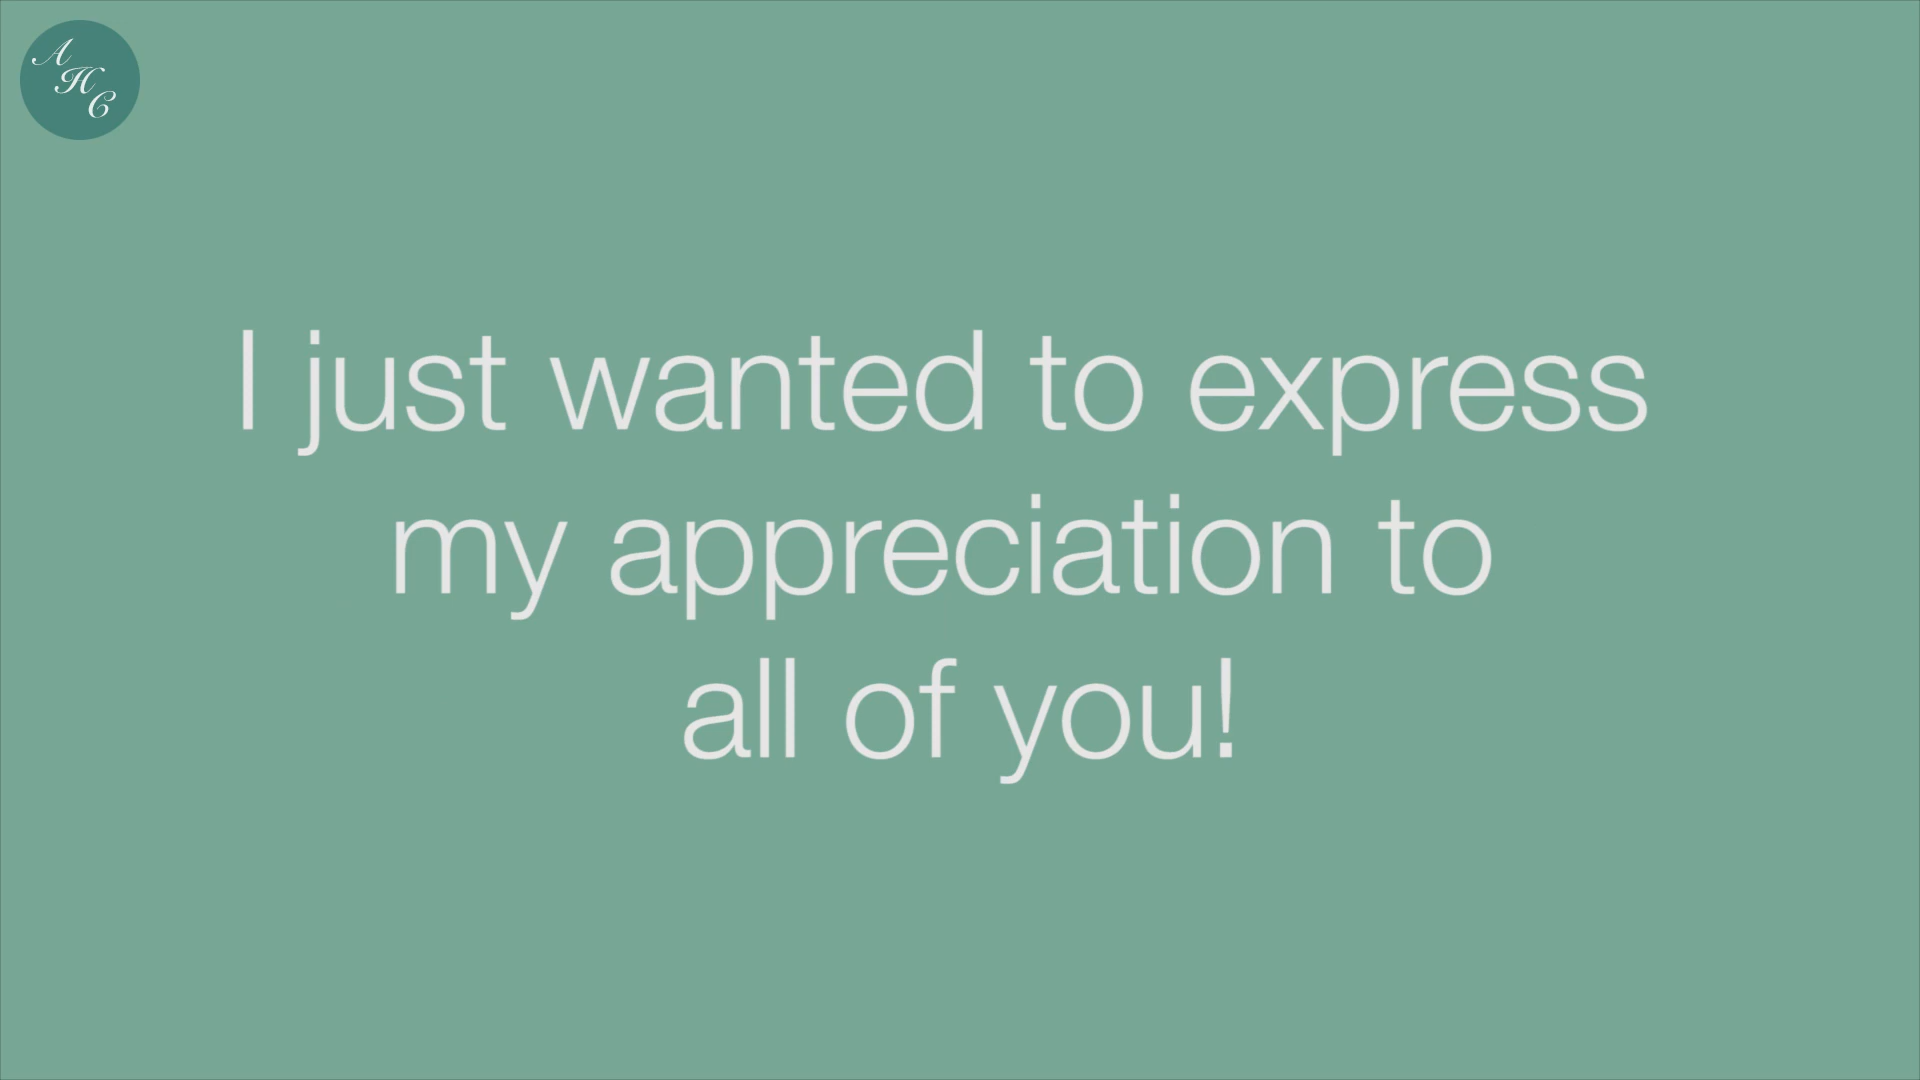 A
H
C
I just wanted to express
my appreciation to
all of you!